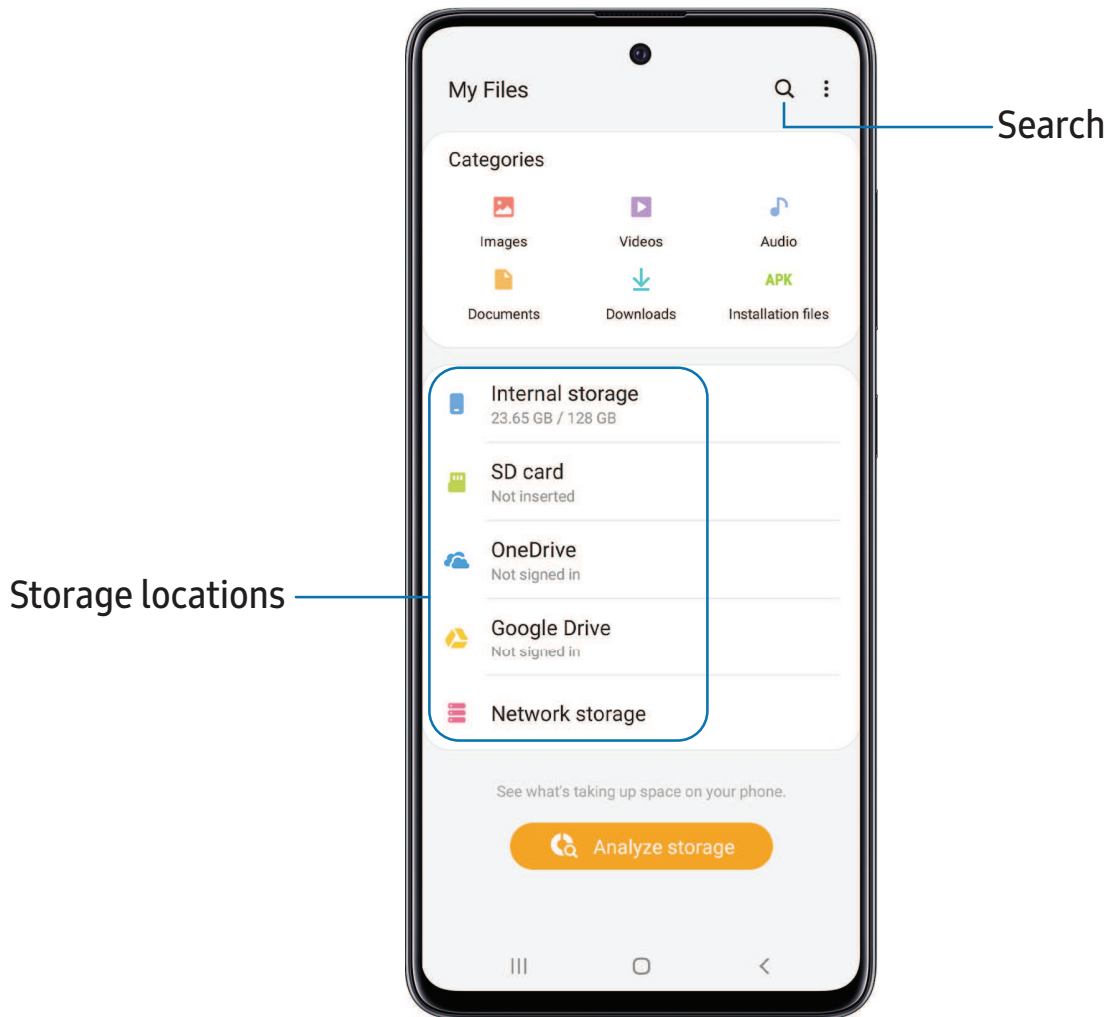 My Files
Search
Categories
Images Videos Audio
APK
Documents Downloads Installation files
Internal storage
23.65 GB / 128 GB
SD card
Not inserted
OneDrive
Not signed in
Storage locations
Google Drive
Not signed in
Network storage
See what's taking up space on your phone.
Analyze storage